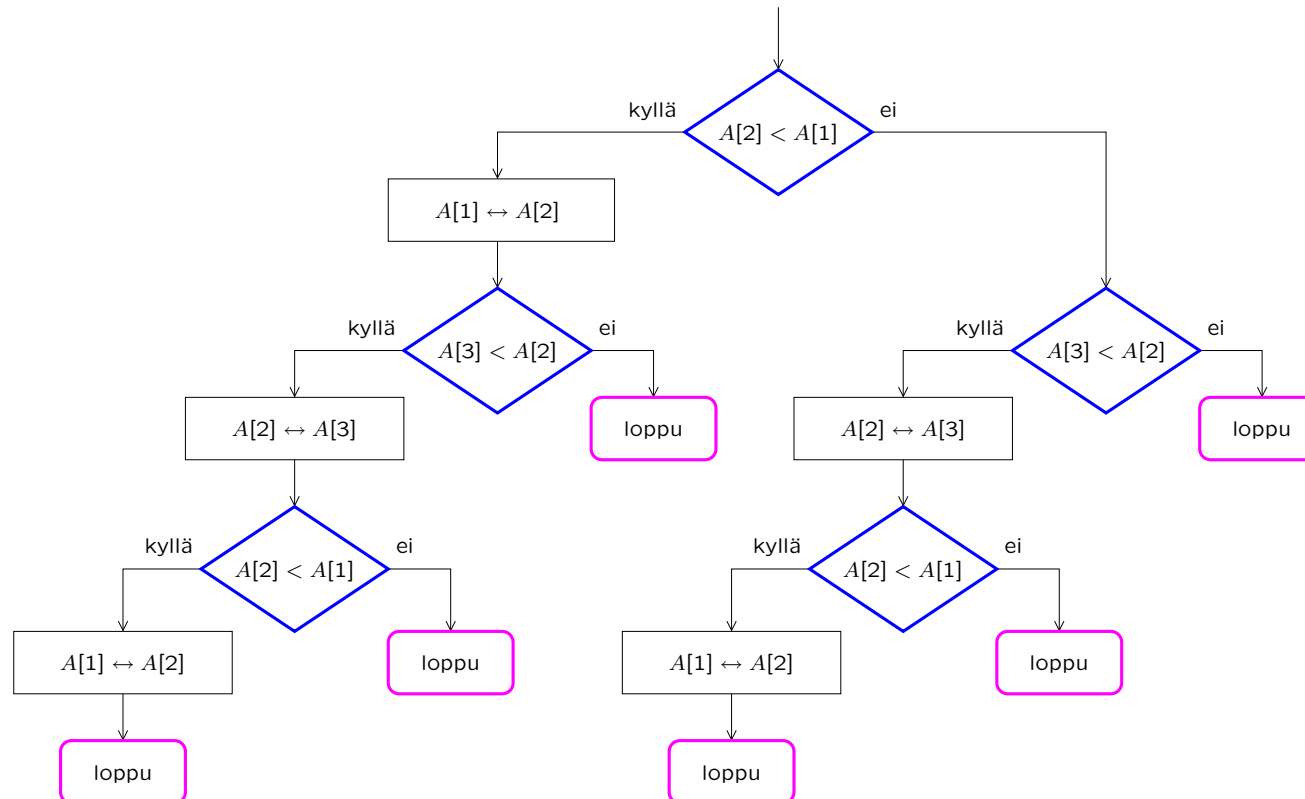 kyllä
ei
A[2] < A[1]
A[1] ↔ A[2]
kyllä
ei
kyllä
ei
A[3] < A[2]
A[3] < A[2]
A[2] ↔ A[3]
loppu
A[2] ↔ A[3]
loppu
kyllä
ei
kyllä
ei
A[2] < A[1]
A[2] < A[1]
A[1] ↔ A[2]
loppu
A[1] ↔ A[2]
loppu
loppu
loppu